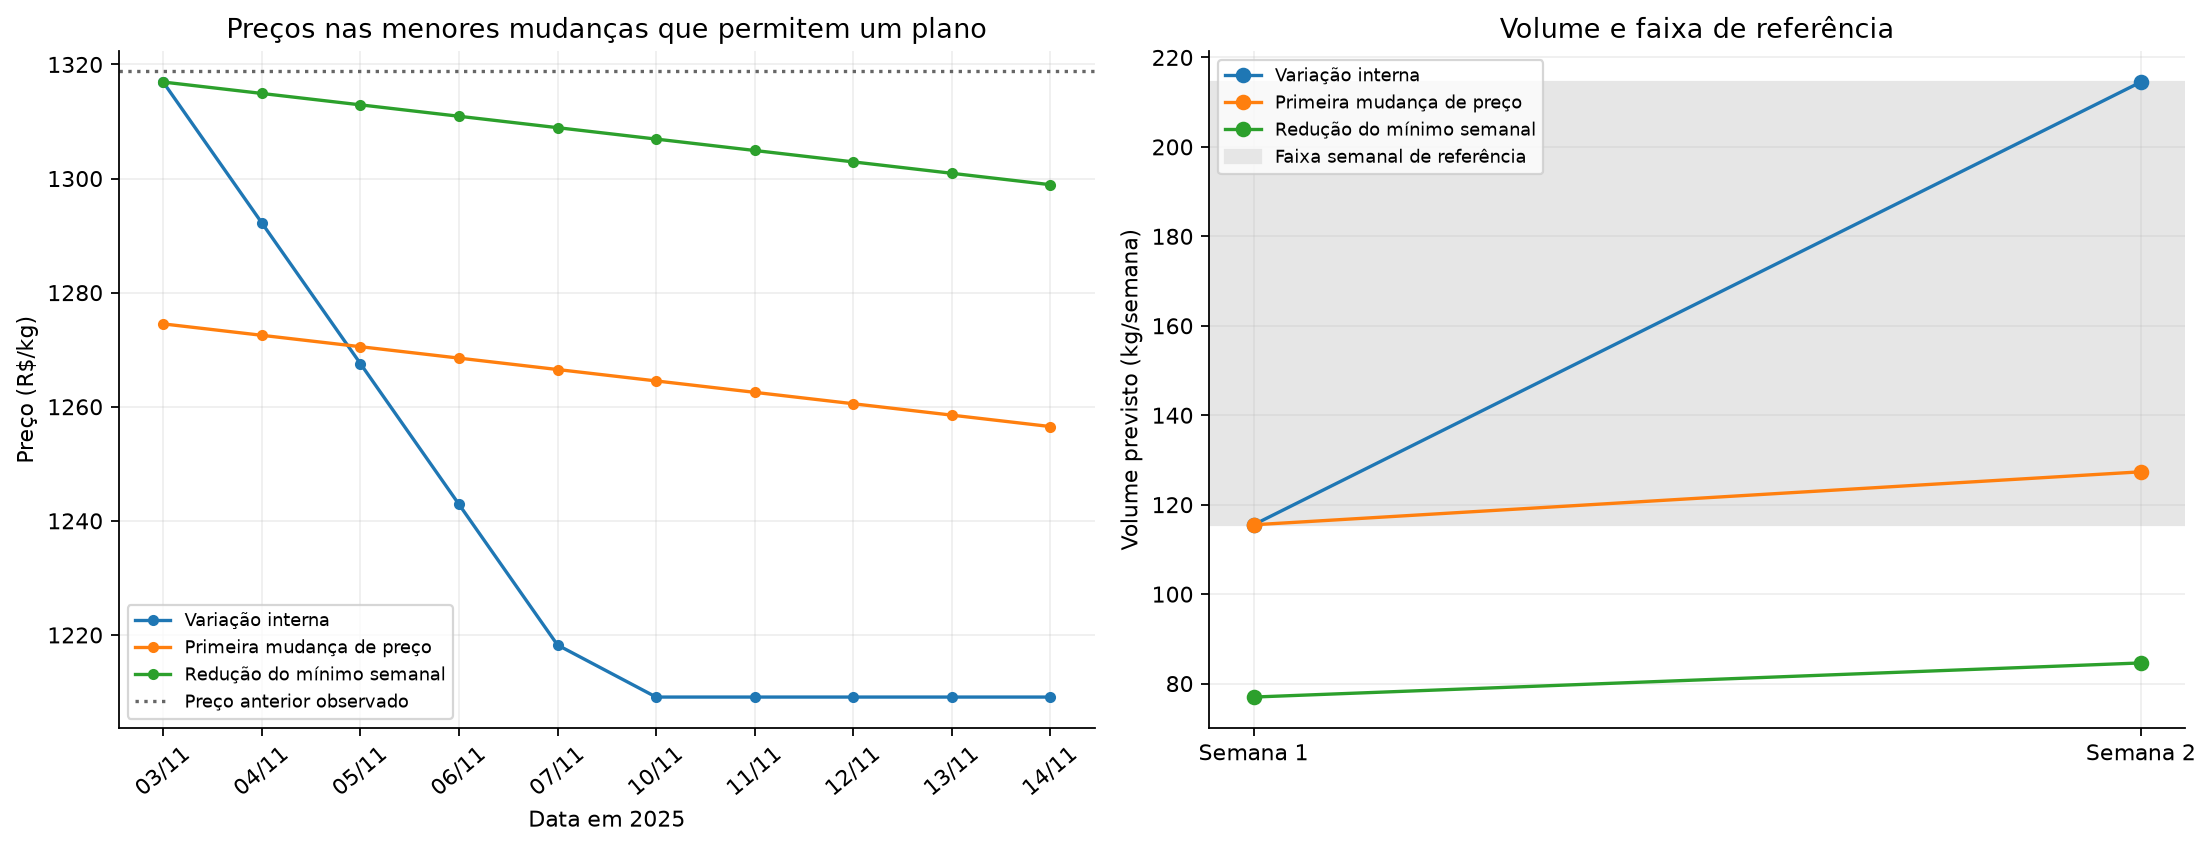 Preços nas menores mudanças que permitem um plano
Preço (R$/kg)
1320
1300
1280
1260
1240
1220
Variação interna
Primeira mudança de preço
Redução do mínimo semanal
Preço anterior observado
03/11
04/11
05/11
06/11
07/11
10/11
11/11
12/11
13/11
14/11
Data em 2025
Volume e faixa de referência
Volume previsto (kg/semana)
220
200
180
160
140
120
100
80
Variação interna
Primeira mudança de preço
Redução do mínimo semanal
Faixa semanal de referência
Semana 1
Semana 2